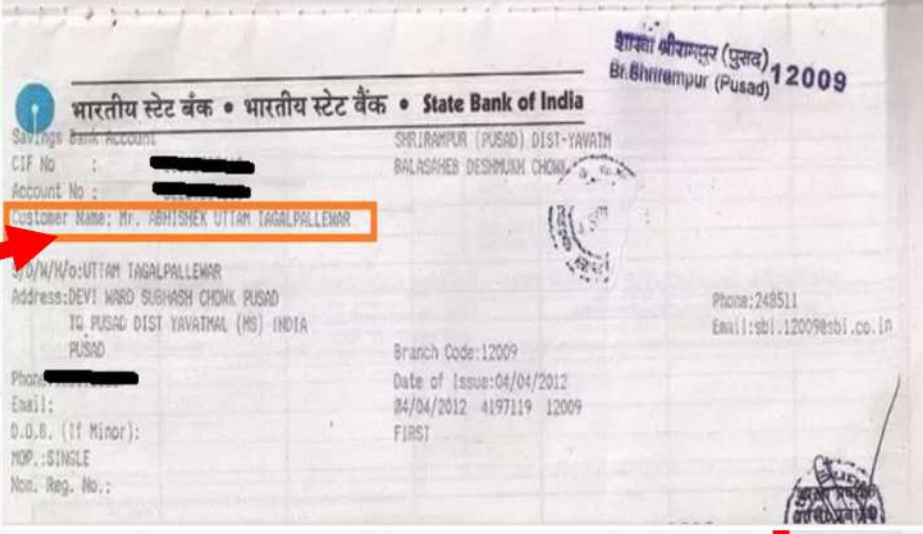 शाखा श्रीरामपूर (पुसद)
Br.Shrirampur (Pusad) 12009
भारतीय स्टेट बँक • भारतीय स्टेट बैंक • State Bank of India
Savings Bank Account
CIF No :
Account No :
Customer Name: Mr. ABHISHEK UTTAM TAGALPALLEWAR
S/D/W/H/o:UTTAM TAGALPALLEWAR
Address:DEVI WARD SUBHASH CHOWK PUSAD
TQ PUSAD DIST YAVATMAL (MS) INDIA
PUSAD
Phone
Email:
D.O.B. (If Minor):
MOP.:SINGLE
Nom. Reg. No.:
SHRIRAMPUR (PUSAD) DIST-YAVATM
BALASAHEB DESHMUKH CHOWK
Branch Code:12009
Date of Issue:04/04/2012
04/04/2012 4197119 12009
FIRST
Phone:248511
Email:sbi.12009@sbi.co.in